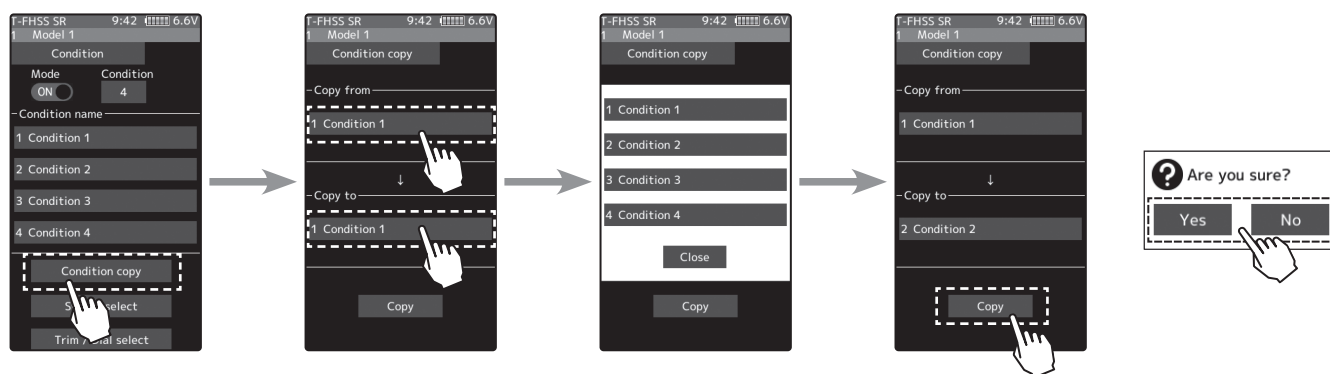 T-FHSS SR 9:42 6.6V
1 Model 1
Condition
Mode Condition
ON 4
Condition name
1 Condition 1
2 Condition 2
3 Condition 3
4 Condition 4
Condition copy
select
Trim / Dial select
T-FHSS SR 9:42 6.6V
1 Model 1
Condition copy
Copy from
1 Condition 1
↓
Copy to
1 Condition 1
Copy
T-FHSS SR 9:42 6.6V
1 Model 1
Condition copy
1 Condition 1
2 Condition 2
3 Condition 3
4 Condition 4
Close
Copy
T-FHSS SR 9:42 6.6V
1 Model 1
Condition copy
Copy from
1 Condition 1
↓
Copy to
2 Condition 2
Copy
? Are you sure?
Yes No